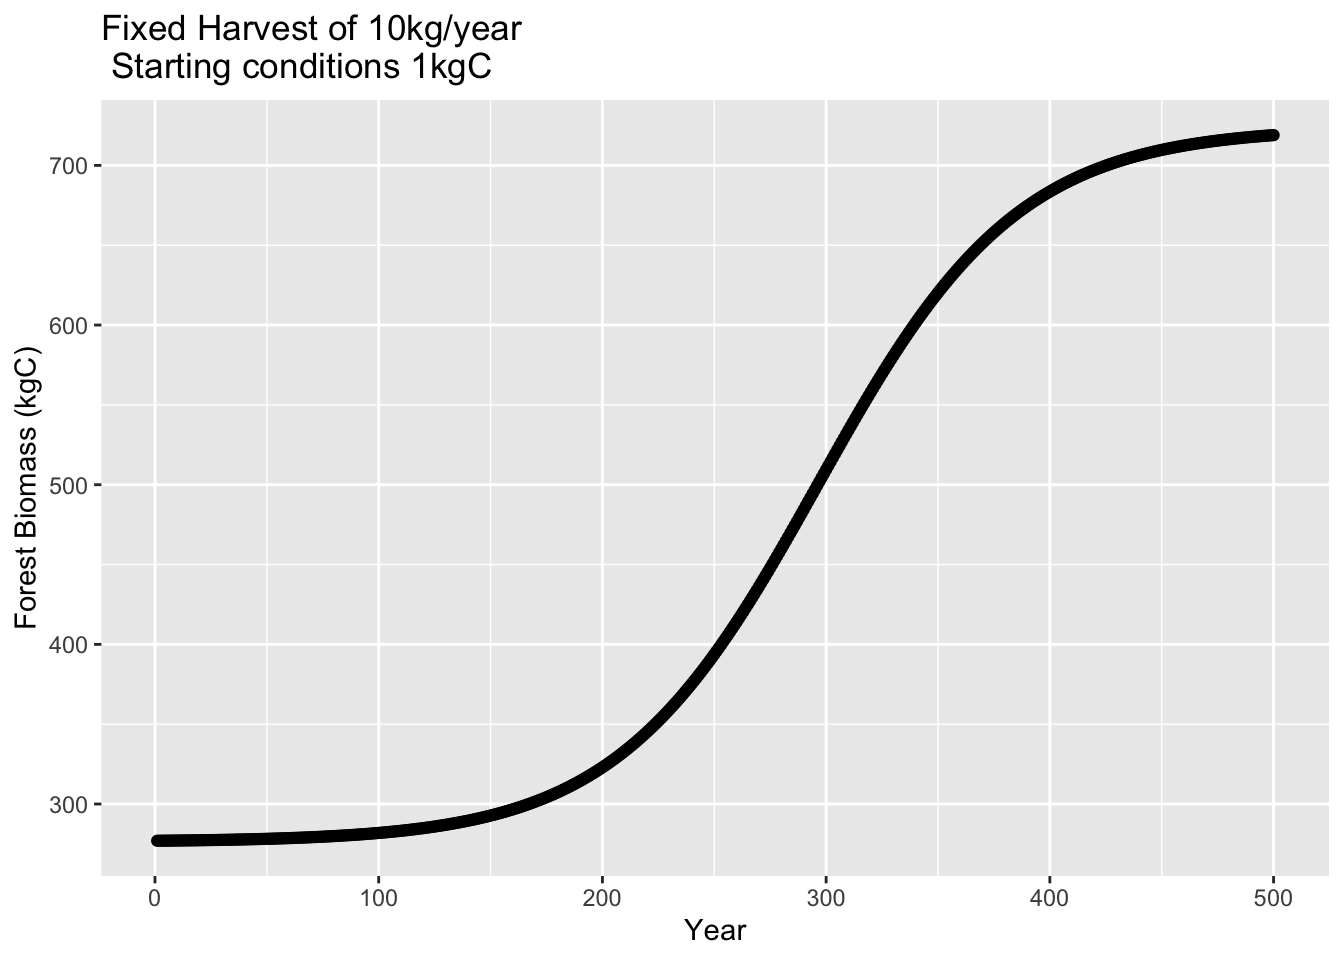 Fixed Harvest of 10kg/year
Starting conditions 1kgC
Forest Biomass (kgC)
700
600
500
400
300
0 100 200 300 400 500
Year